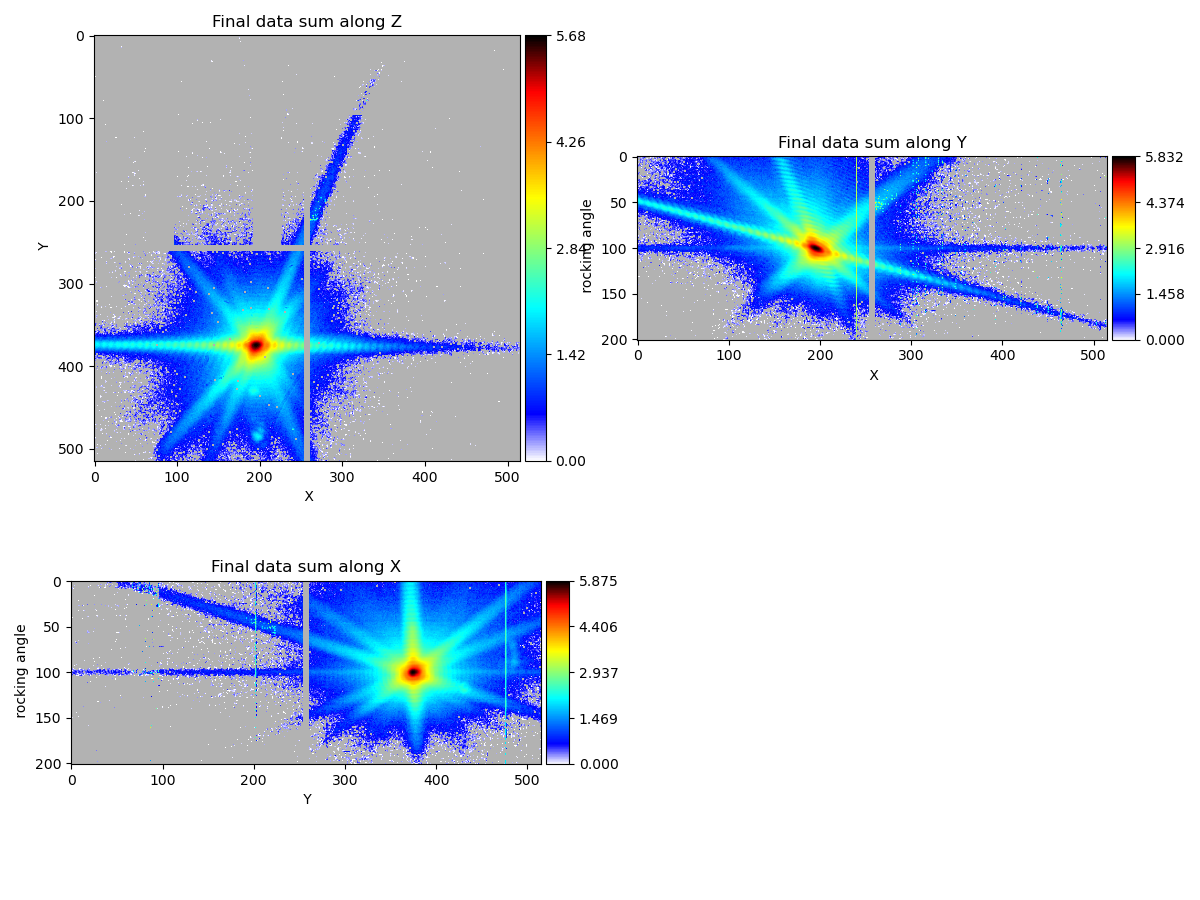 Final data sum along Z
0
100
200
300
400
500
Y
0 100 200 300 400 500
X
5.68
4.26
2.84
1.42
0.00
Final data sum along Y
0
50
100
150
200
rocking angle
0 100 200 300 400 500
X
5.832
4.374
2.916
1.458
0.000
Final data sum along X
0
50
100
150
200
rocking angle
0 100 200 300 400 500
Y
5.875
4.406
2.937
1.469
0.000